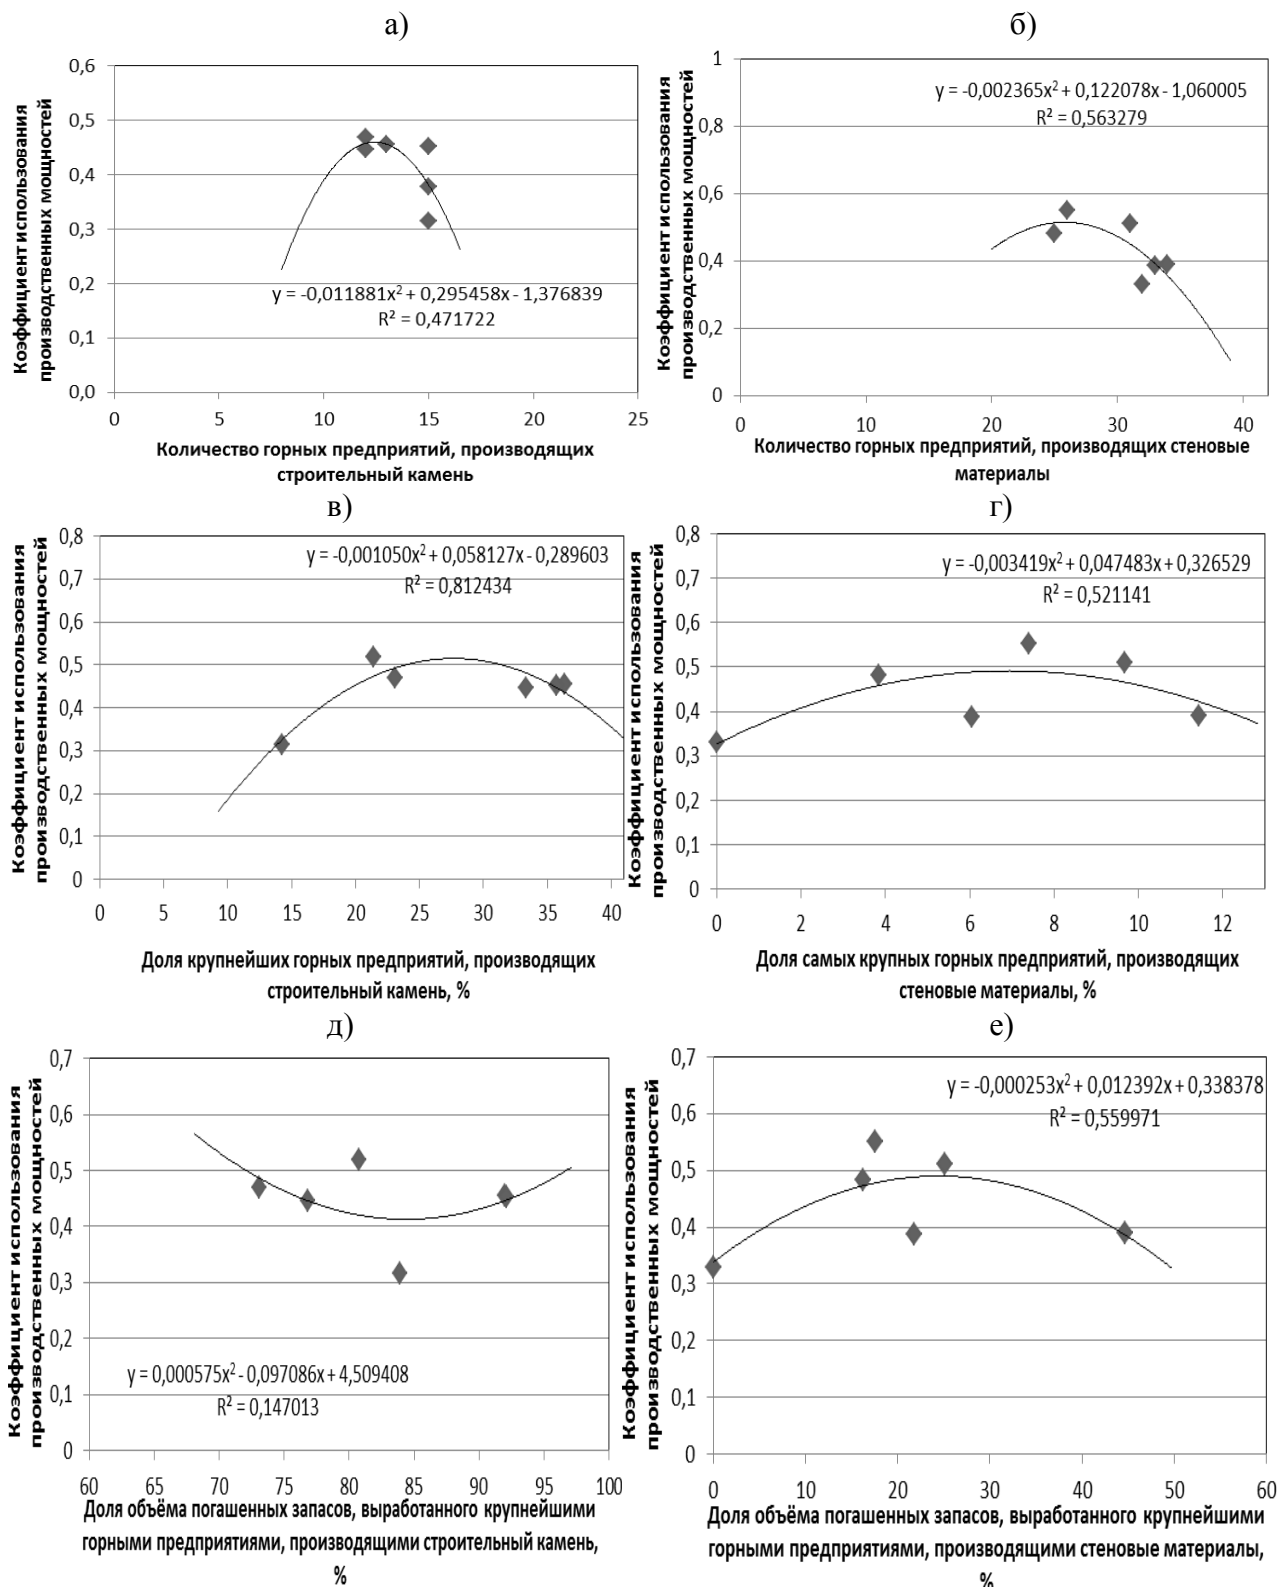 а)
Коэффициент использования
производственных мощностей
0,6
0,5
0,4
0,3
0,2
0,1
0,0
y = -0,011881x² + 0,295458x - 1,376839
R² = 0,471722
0 5 10 15 20 25
Количество горных предприятий, производящих
строительный камень
б)
Коэффициент использования
производственных мощностей
1
0,8
0,6
0,4
0,2
0
y = -0,002365x² + 0,122078x - 1,060005
R² = 0,563279
0 10 20 30 40
Количество горных предприятий, производящих стеновые
материалы
в)
Коэффициент использования
производственных мощностей
0,8
0,7
0,6
0,5
0,4
0,3
0,2
0,1
0
y = -0,001050x² + 0,058127x - 0,289603
R² = 0,812434
0 5 10 15 20 25 30 35 40
Доля крупнейших горных предприятий, производящих
строительный камень, %
г)
Коэффициент использования
производственных мощностей
0,8
0,7
0,6
0,5
0,4
0,3
0,2
0,1
0
y = -0,003419x² + 0,047483x + 0,326529
R² = 0,521141
0 2 4 6 8 10 12
Доля самых крупных горных предприятий, производящих
стеновые материалы, %
д)
Коэффициент использования
производственных мощностей
0,7
0,6
0,5
0,4
0,3
0,2
0,1
0
y = 0,000575x² - 0,097086x + 4,509408
R² = 0,147013
60 65 70 75 80 85 90 95 100
Доля объёма погашенных запасов, выработанного крупнейшими
горными предприятиями, производящими строительный камень,
%
е)
Коэффициент использования
производственных мощностей
0,7
0,6
0,5
0,4
0,3
0,2
0,1
0
y = -0,000253x² + 0,012392x + 0,338378
R² = 0,559971
0 10 20 30 40 50 60
Доля объёма погашенных запасов, выработанного крупнейшими
горными предприятиями, производящими стеновые материалы,
%